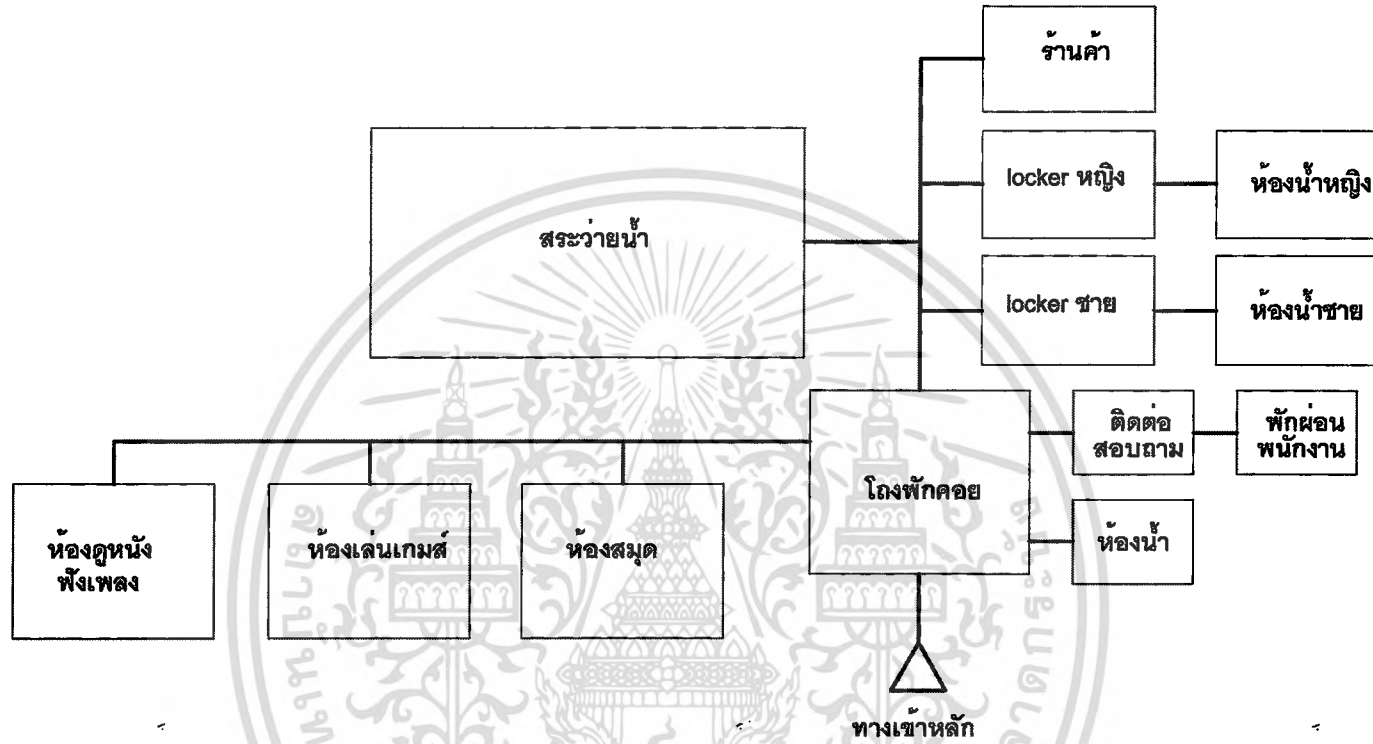 ร้านค้า
locker หญิง
ห้องน้ำหญิง
สระว่ายน้ำ
locker ชาย
ห้องน้ำชาย
ติดต่อ
สอบถาม
พักผ่อน
พนักงาน
โถงพักคอย
ห้องน้ำ
ห้องดูหนัง
ฟังเพลง
ห้องเล่นเกมส์
ห้องสมุด
ทางเข้าหลัก